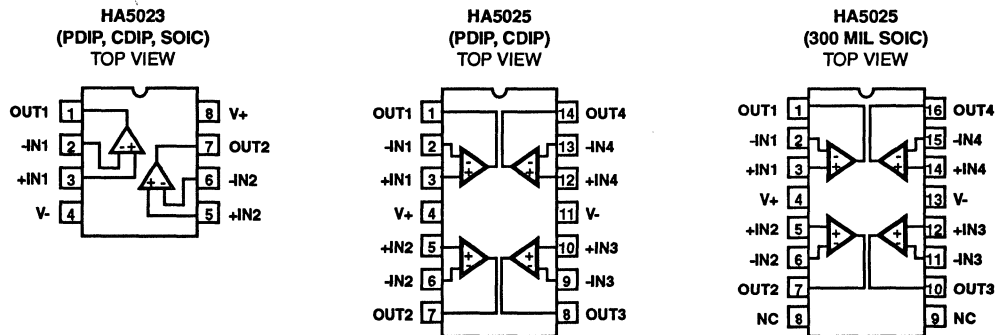 HA5023
(PDIP, CDIP, SOIC)
TOP VIEW
OUT1 1 8 V+
-IN1 2 7 OUT2
+IN1 3 6 -IN2
V- 4 5 +IN2
- +
+ -
HA5025
(PDIP, CDIP)
TOP VIEW
OUT1 1 14 OUT4
-IN1 2 13 -IN4
+IN1 3 12 +IN4
V+ 4 11 V-
+IN2 5 10 +IN3
-IN2 6 9 -IN3
OUT2 7 8 OUT3
- -
+ +
+ +
- -
HA5025
(300 MIL SOIC)
TOP VIEW
OUT1 1 16 OUT4
-IN1 2 15 -IN4
+IN1 3 14 +IN4
V+ 4 13 V-
+IN2 5 12 +IN3
-IN2 6 11 -IN3
OUT2 7 10 OUT3
NC 8 9 NC
- -
+ +
+ +
- -